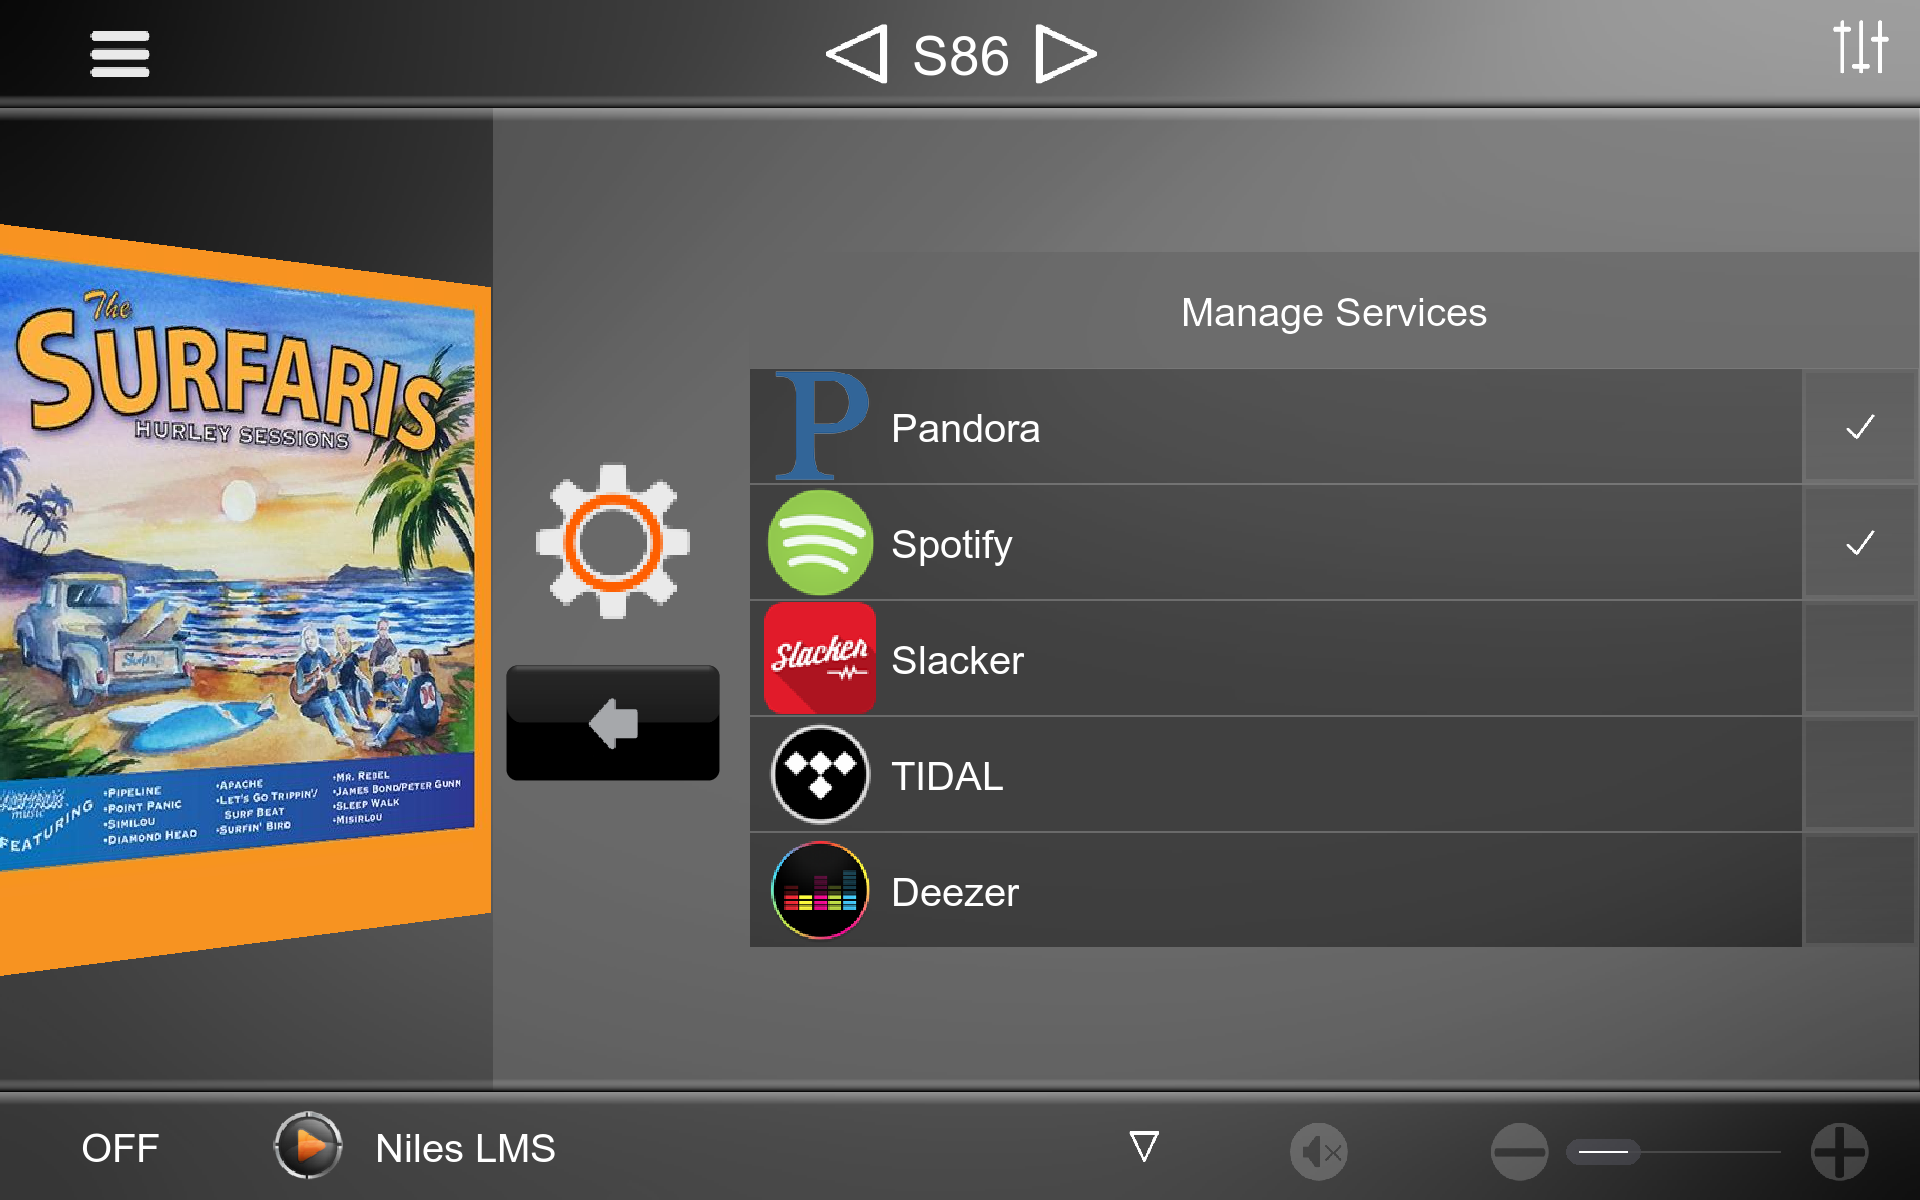 S86
The
SURFARIS
HURLEY SESSIONS
Manage Services
Pandora
Spotify
Slacker
Slacker
TIDAL
Deezer
music
FEATURING
•PIPELINE
•POINT PANIC
•SIMILOU
•DIAMOND HEAD
•APACHE
•LET'S GO TRIPPIN'/
SURF BEAT
•SURFIN' BIRD
•MR. REBEL
•JAMES BOND/PETER GUNN
•SLEEP WALK
•MISIRLOU
OFF
Niles LMS